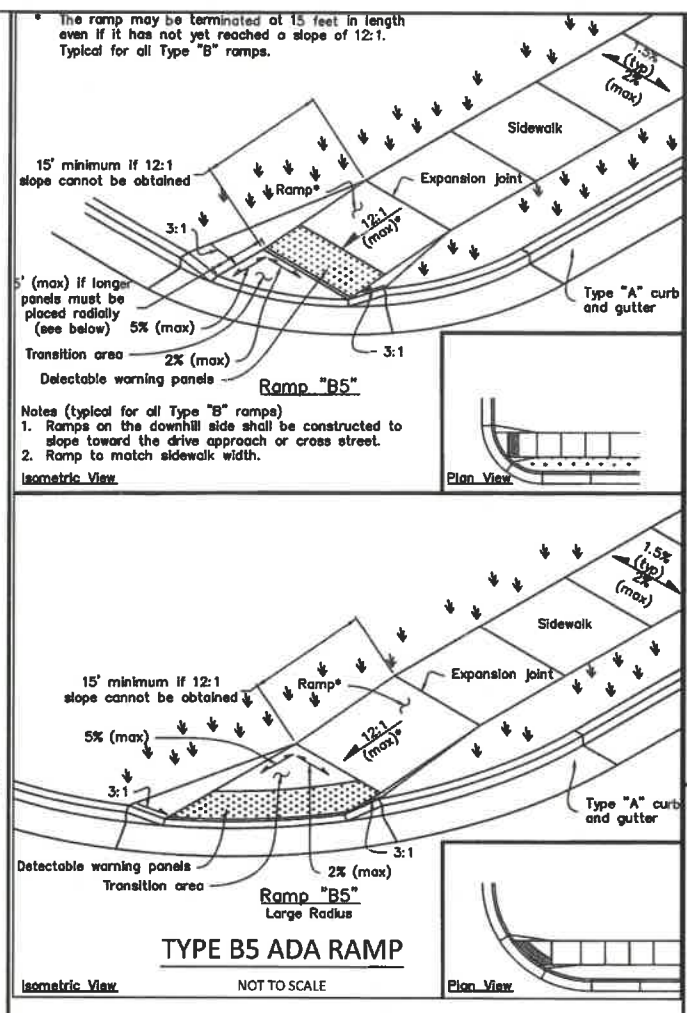 * The ramp may be terminated at 15 feet in length
even if it has not yet reached a slope of 12:1.
Typical for all Type "B" ramps.
1.5%
(typ)
2%
(max)
Sidewalk
15' minimum if 12:1
slope cannot be obtained
Ramp*
Expansion joint
12:1
(max)*
3:1
5' (max) if longer
panels must be
placed radially
(see below)
5% (max)
Type "A" curb
and gutter
Transition area
2% (max)
3:1
Detectable warning panels
Ramp "B5"
Notes (typical for all Type "B" ramps)
1. Ramps on the downhill side shall be constructed to
slope toward the drive approach or cross street.
2. Ramp to match sidewalk width.
Isometric View
Plan View
1.5%
(typ)
2%
(max)
Sidewalk
15' minimum if 12:1
slope cannot be obtained
Ramp*
Expansion joint
5% (max)
12:1
(max)*
3:1
Type "A" curb
and gutter
3:1
Detectable warning panels
2% (max)
Transition area
Ramp "B5"
Large Radius
TYPE B5 ADA RAMP
Isometric View
NOT TO SCALE
Plan View